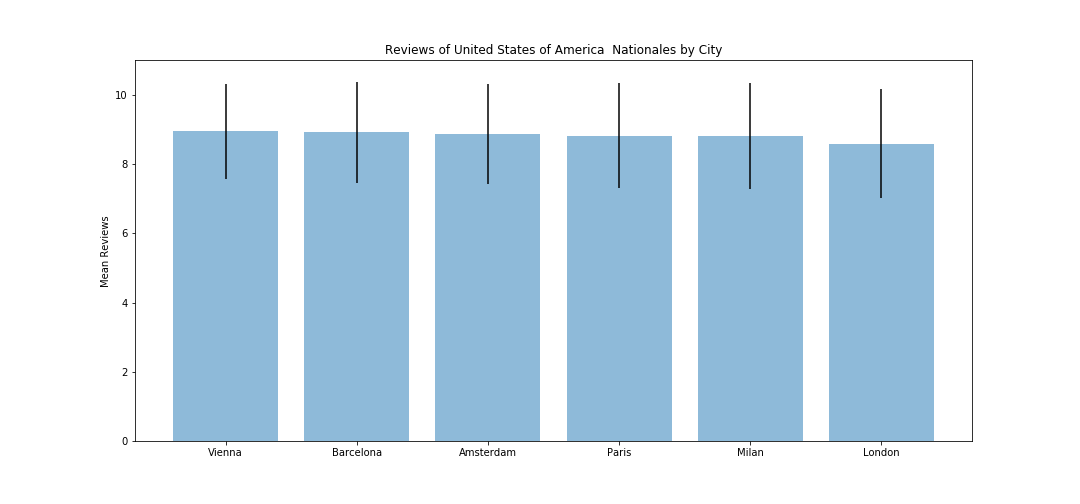 Reviews of United States of America  Nationales by City
Mean Reviews
10
8
6
4
2
0
Vienna Barcelona Amsterdam Paris Milan London